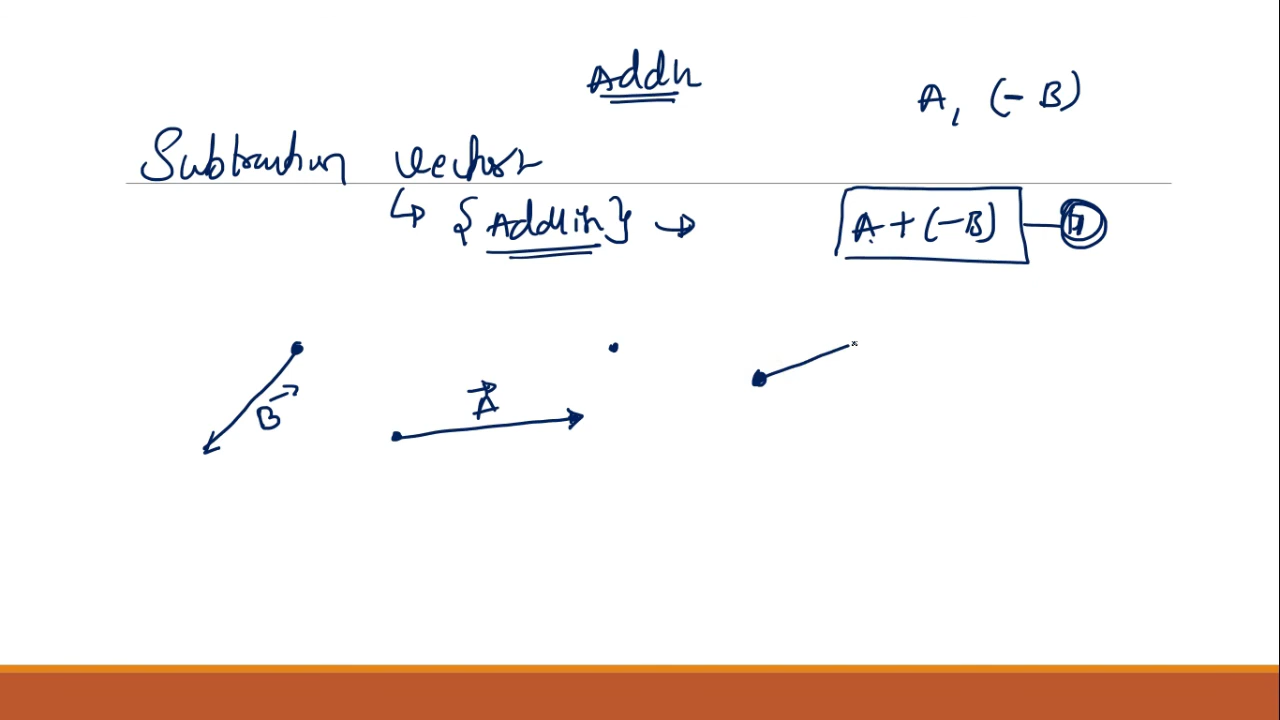 Addn
A, (-B)
Subtraction vector
↳ {Addition} →
A + (-B)
B
A